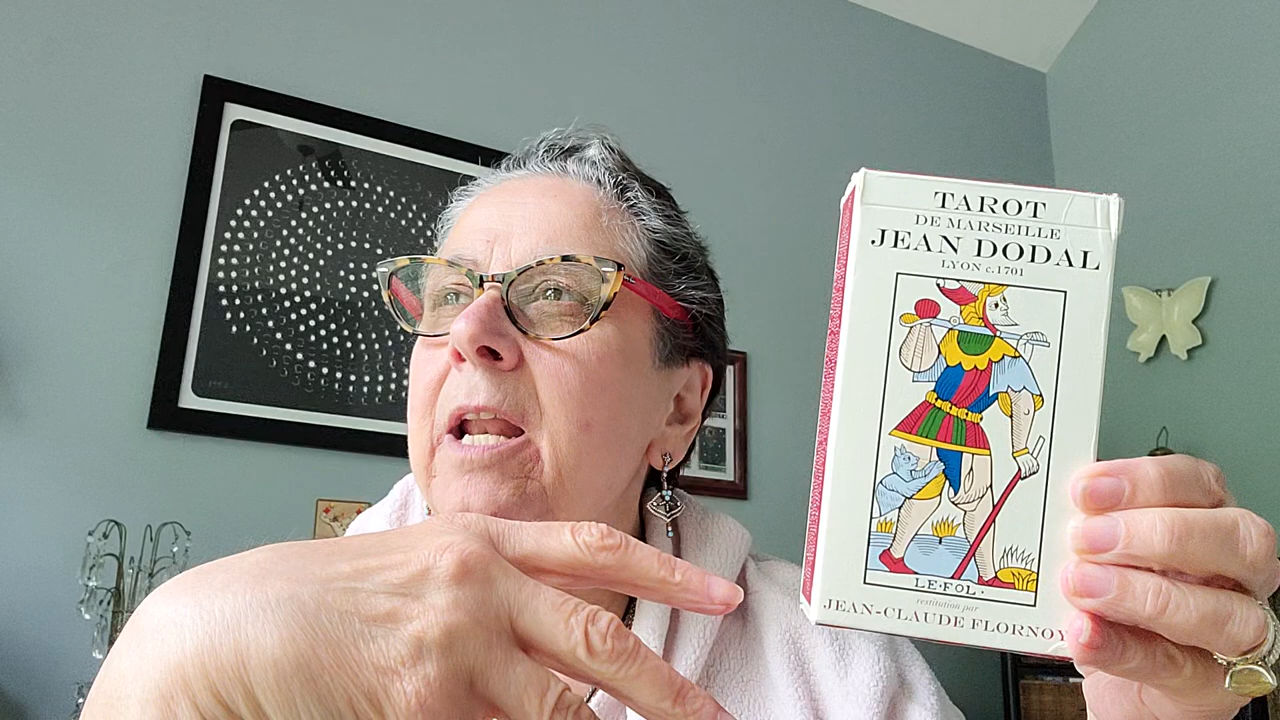 TAROT
DE MARSEILLE
JEAN DODAL
LYON c.1701
LE·FOL·
restitution par
JEAN-CLAUDE FLORNOY